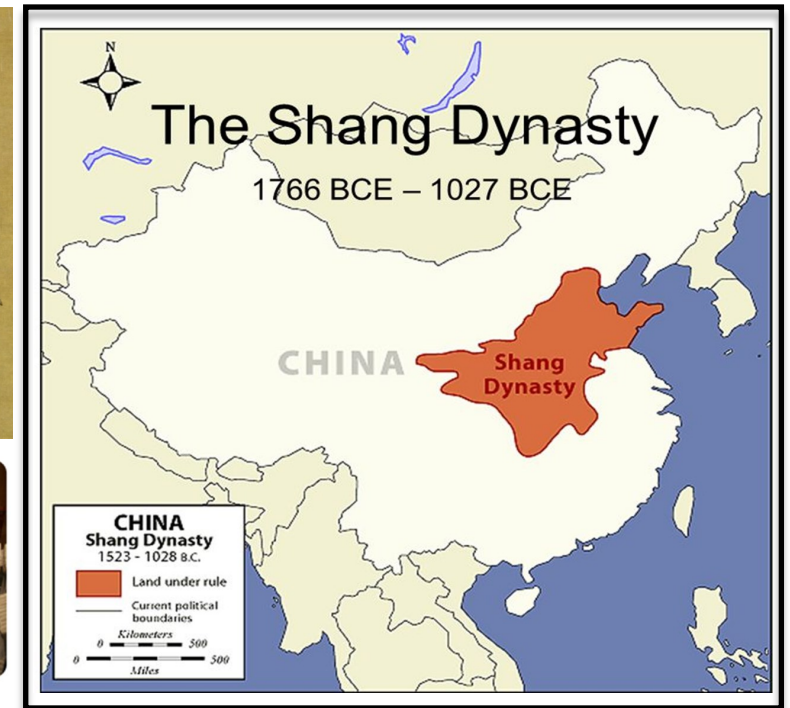 N
The Shang Dynasty
1766 BCE – 1027 BCE
CHINA
Shang
Dynasty
CHINA
Shang Dynasty
1523 - 1028 B.C.
Land under rule
Current political
boundaries
Kilometers
0 500
0 500
Miles